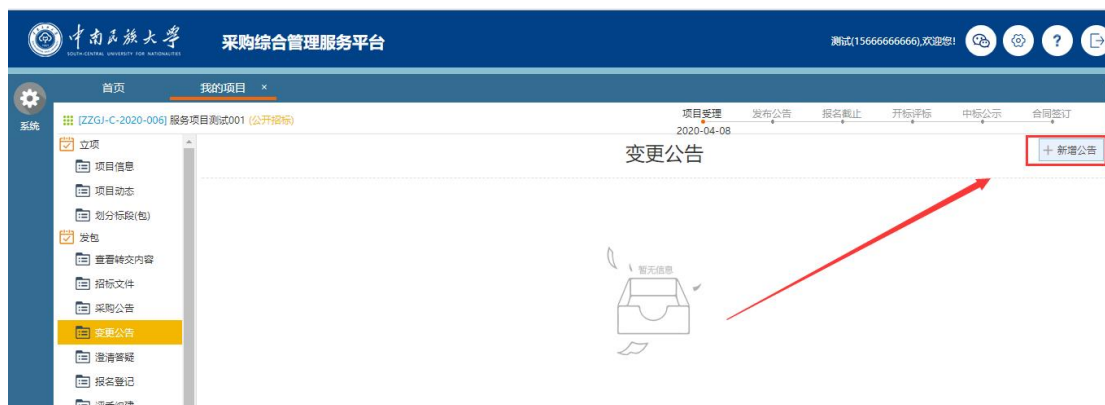 中南民族大学
SOUTH-CENTRAL UNIVERSITY FOR NATIONALITIES
采购综合管理服务平台
测试(15666666666),欢迎您!
?
首页
我的项目 ×
系统
[ZZGJ-C-2020-006] 服务项目测试001 (公开招标)
项目受理 发布公告 报名截止 开标评标 中标公示 合同签订
2020-04-08
变更公告
+ 新增公告
立项
项目信息
项目动态
划分标段(包)
发包
查看转交内容
招标文件
采购公告
变更公告
澄清答疑
报名登记
暂无信息